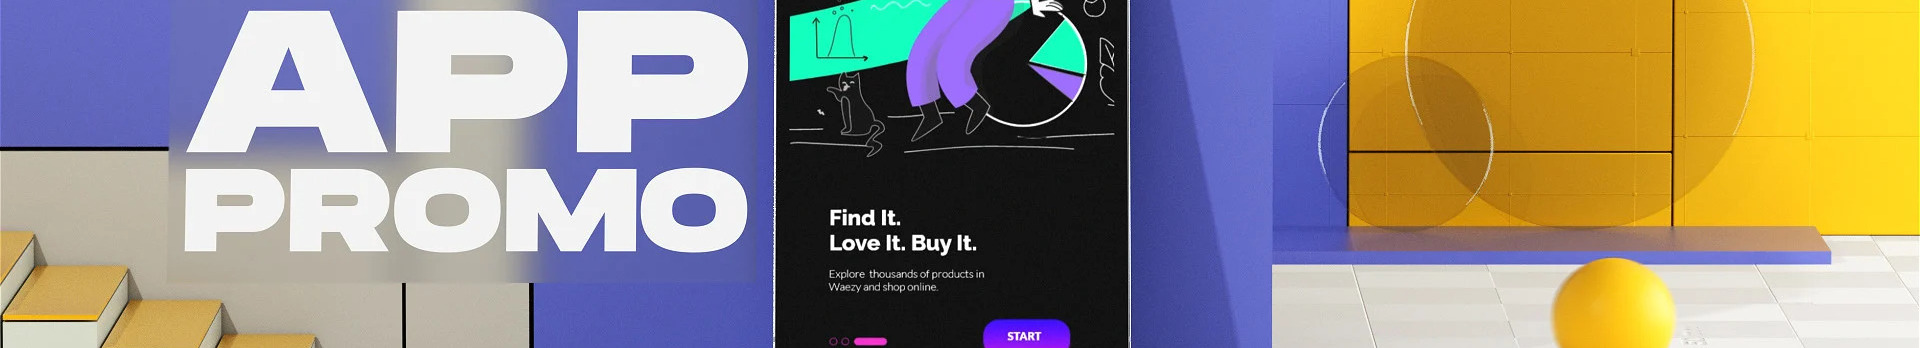 APP
PROMO
Find It.
Love It. Buy It.
Explore thousands of products in
Waezy and shop online.
START